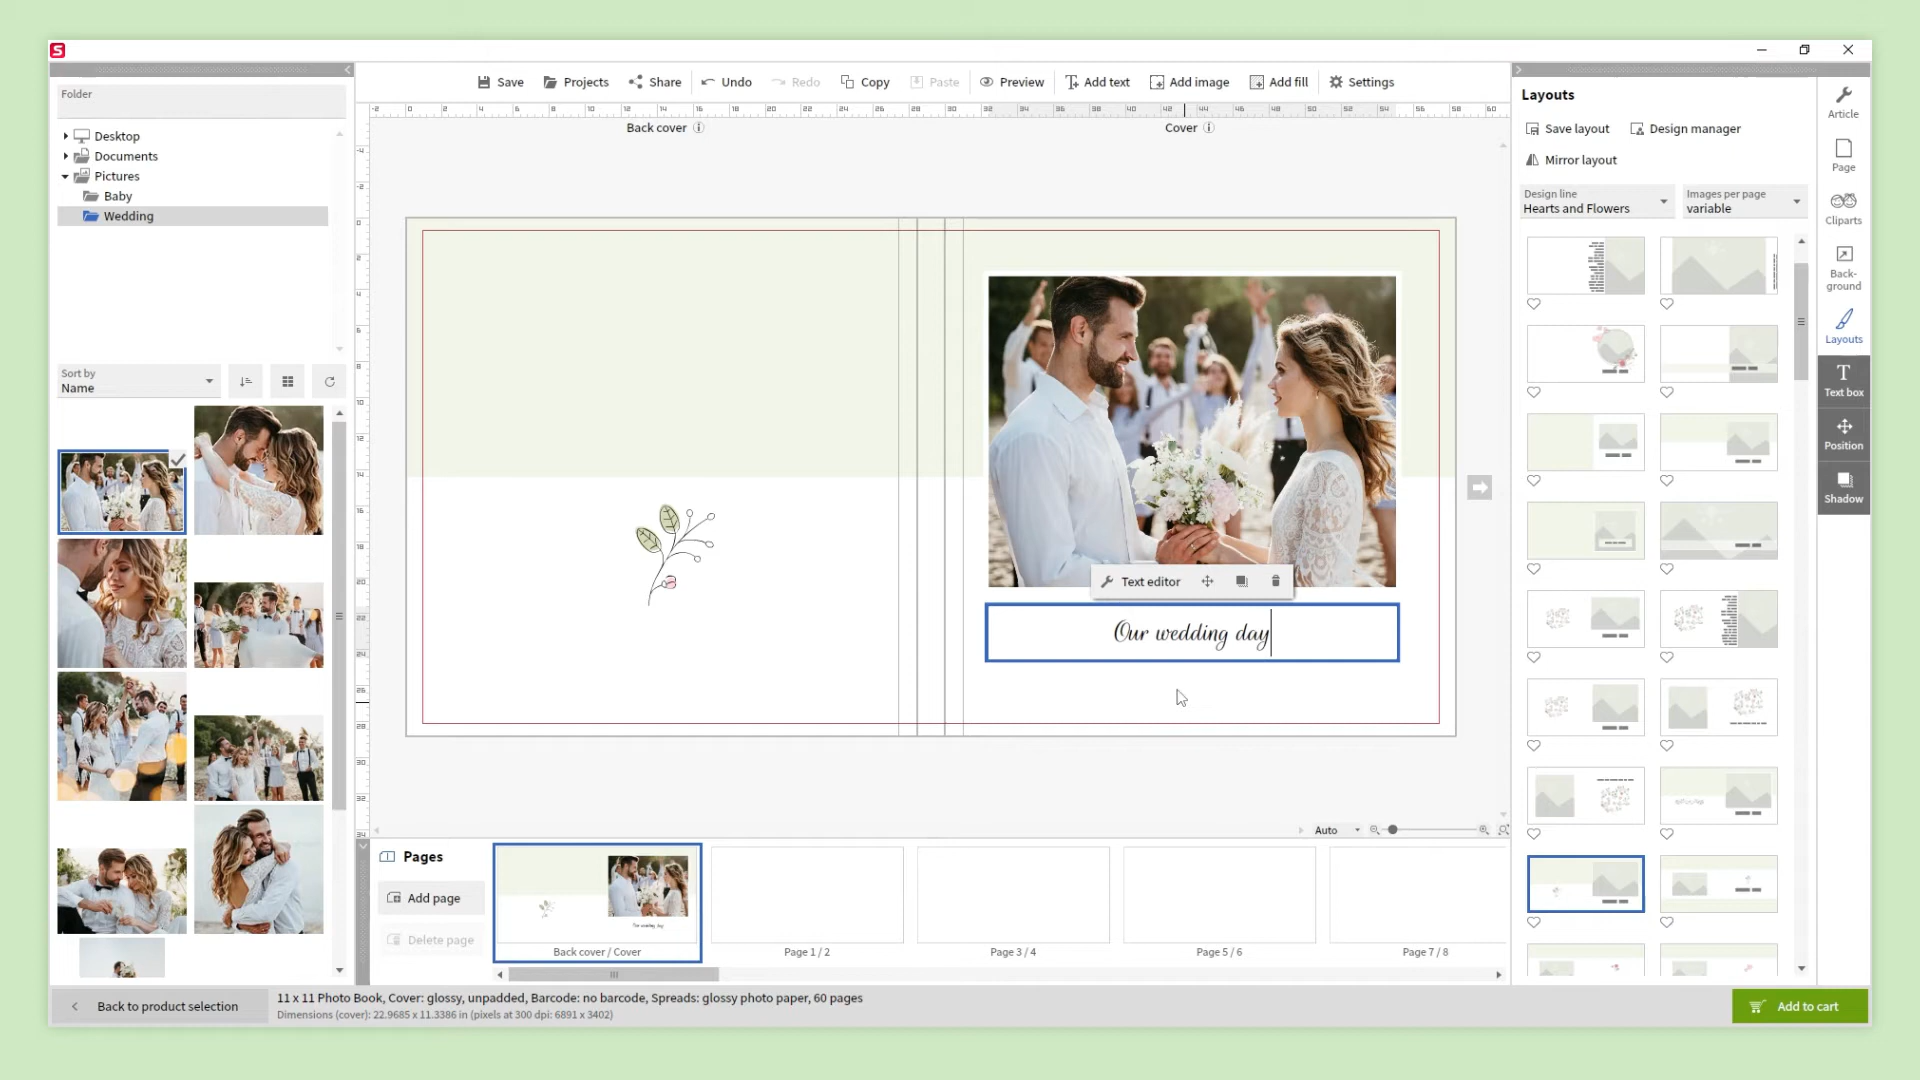 S
Folder
Desktop
Documents
Pictures
Baby
Wedding
Sort by
Name
Save
Projects
Share
Undo
Redo
Copy
Paste
Preview
Add text
Add image
Add fill
Settings
Back cover
Cover
Text editor
Our wedding day
Auto
Pages
Add page
Delete page
Back cover / Cover
Page 1 / 2
Page 3 / 4
Page 5 / 6
Page 7 / 8
Layouts
Save layout
Design manager
Mirror layout
Design line
Hearts and Flowers
Images per page
variable
Article
Page
Cliparts
Back-
ground
Layouts
Text box
Position
Shadow
Back to product selection
11 x 11 Photo Book, Cover: glossy, unpadded, Barcode: no barcode, Spreads: glossy photo paper, 60 pages
Dimensions (cover): 22.9685 x 11.3386 in (pixels at 300 dpi: 6891 x 3402)
Add to cart